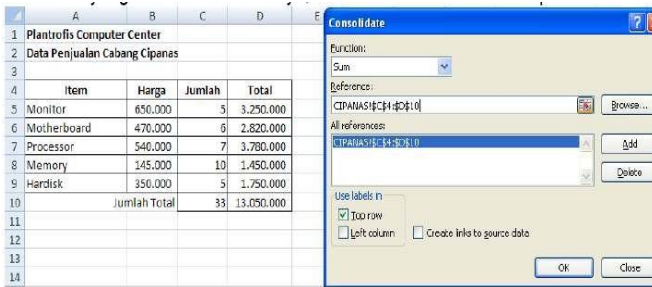 A B C D E
1 Plantrofis Computer Center
2 Data Penjualan Cabang Cipanas
3
4 Item Harga Jumlah Total
5 Monitor 650.000 5 3.250.000
6 Motherboard 470.000 6 2.820.000
7 Processor 540.000 7 3.780.000
8 Memory 145.000 10 1.450.000
9 Hardisk 350.000 5 1.750.000
10 Jumlah Total 33 13.050.000
11
12
13
14
Consolidate ?
Function:
Sum
Reference:
CIPANAS!$C$4:$D$10 Browse...
All references:
CIPANAS!$C$4:$D$10 Add
Delete
Use labels in
Top row
Left column Create links to source data
OK Close